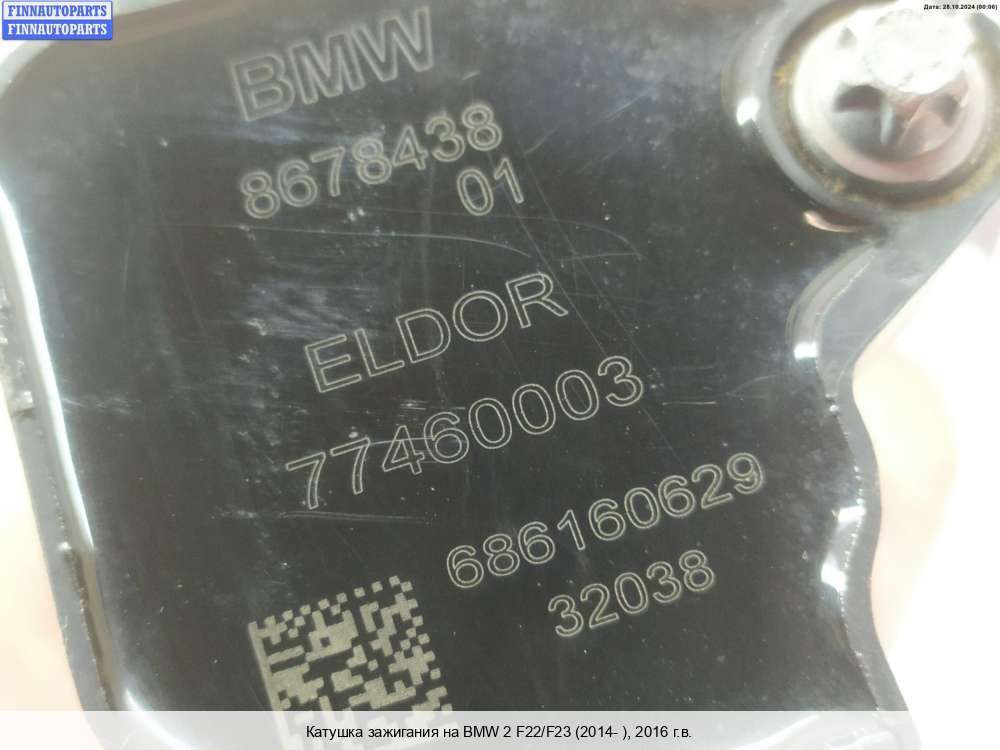 FINNAUTOPARTS
FINNAUTOPARTS
Дата: 28.10.2024 (00:06)
BMW
8678438
01
ELDOR
77460003
686160629
32038
Катушка зажигания на BMW 2 F22/F23 (2014- ), 2016 г.в.